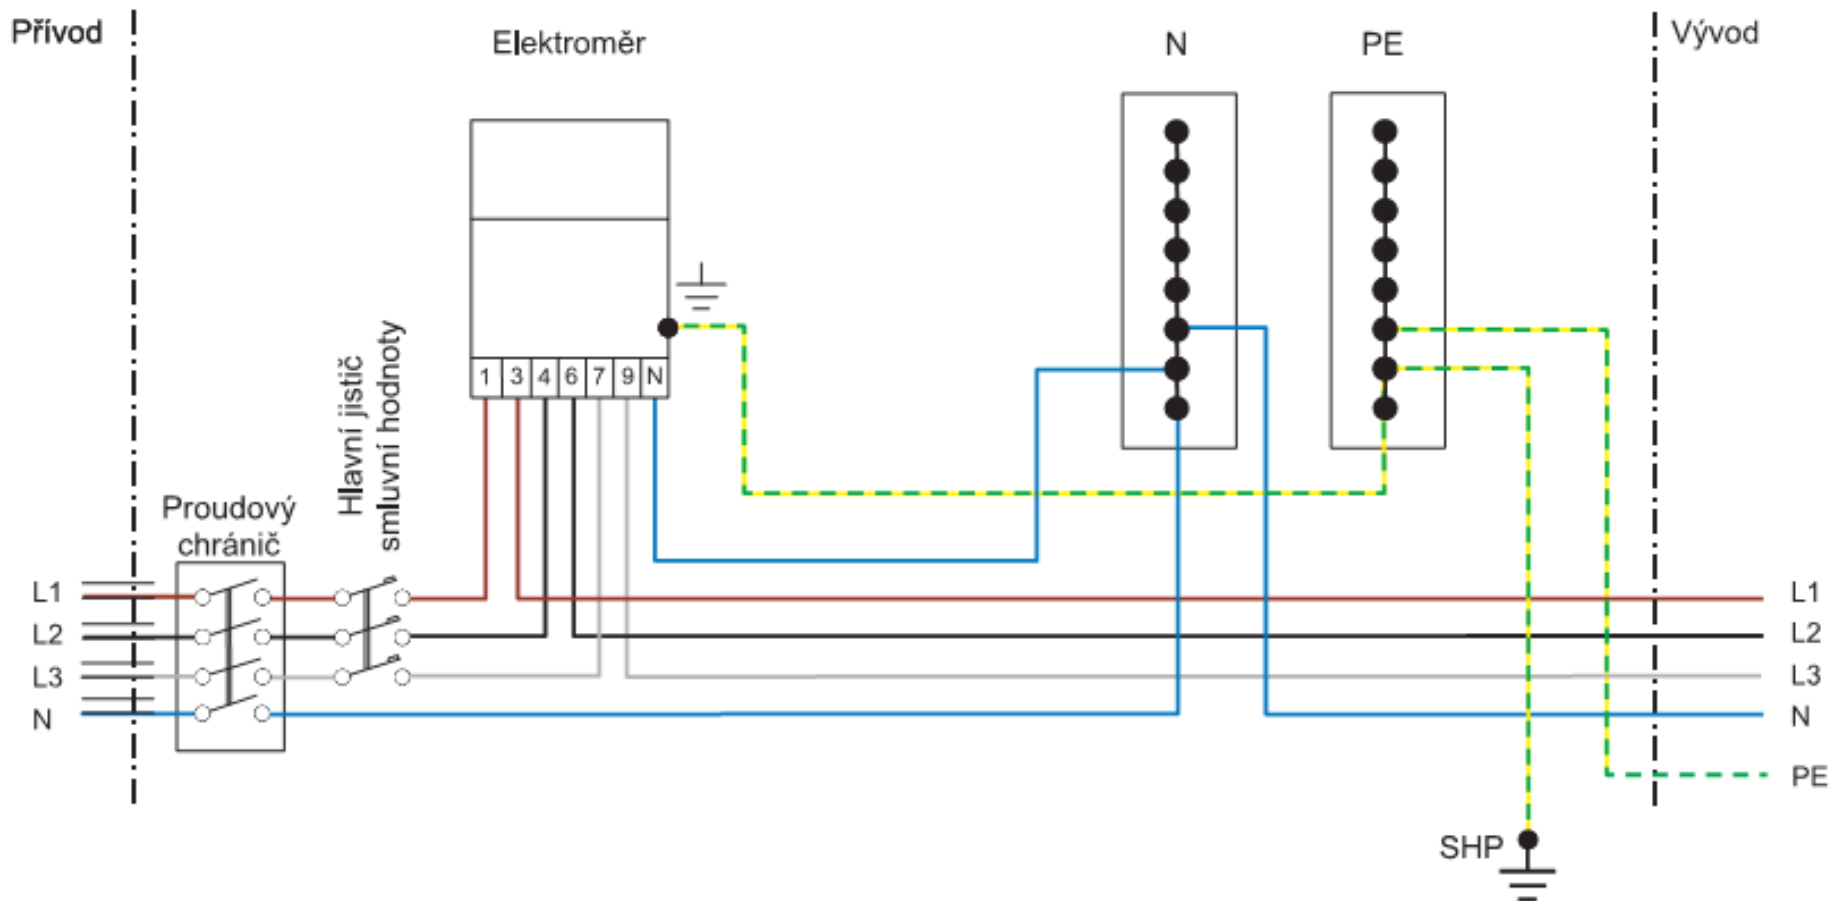 Přívod
Elektroměr
N
PE
Vývod
1 3 4 6 7 9 N
Hlavní jistič
smluvní hodnoty
Proudový
chránič
L1
L2
L3
N
L1
L2
L3
N
PE
SHP